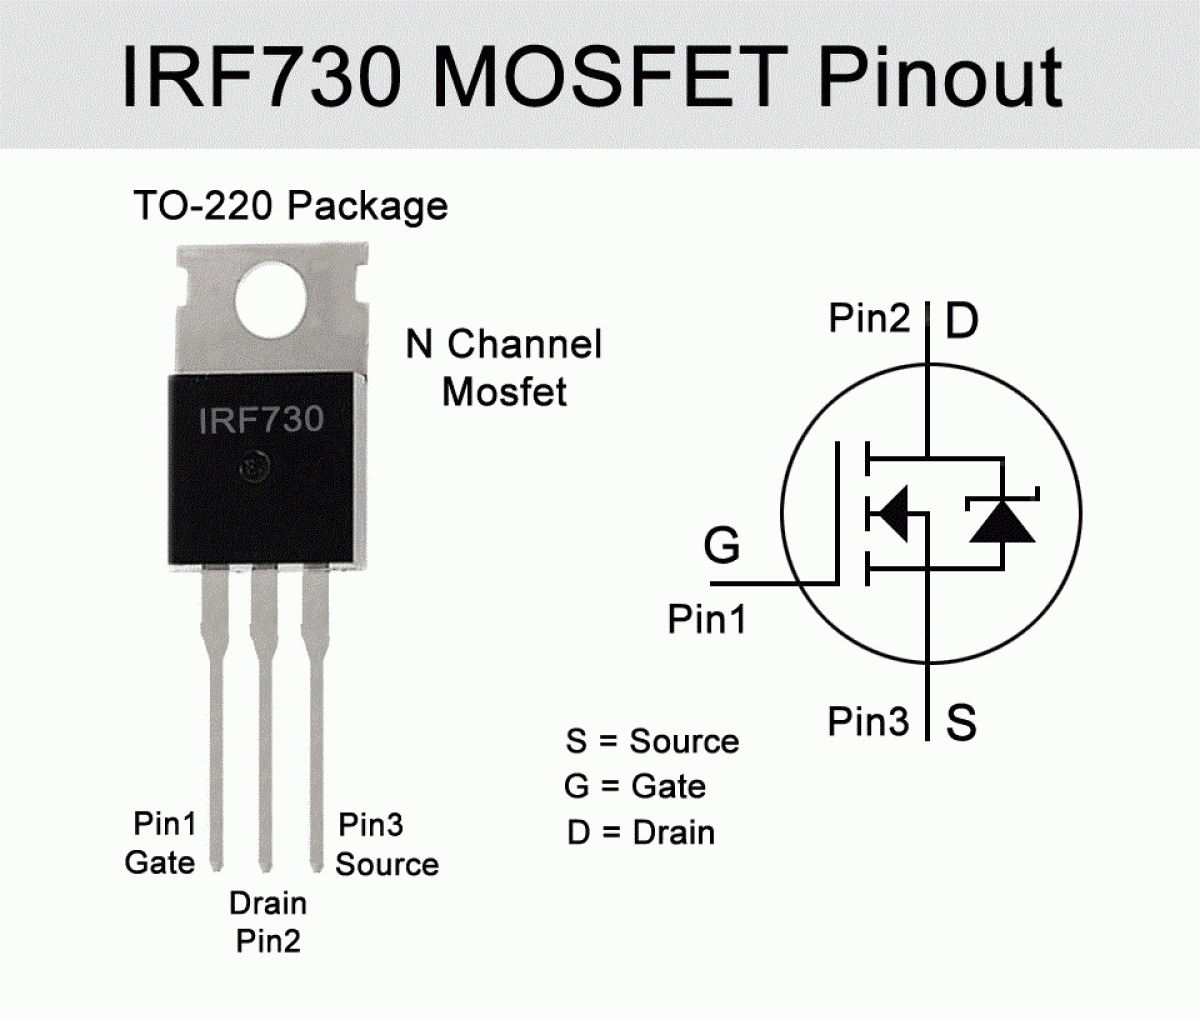 IRF730 MOSFET Pinout
TO-220 Package
N Channel
Mosfet
IRF730
Pin1
Gate
Drain
Pin2
Pin3
Source
Pin2 D
G
Pin1
Pin3 S
S = Source
G = Gate
D = Drain